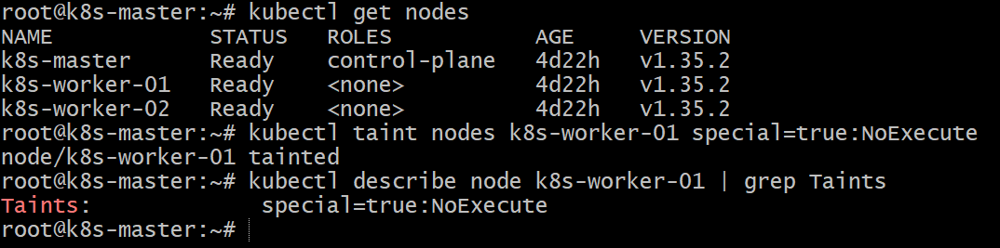 root@k8s-master:~# kubectl get nodes
NAME            STATUS   ROLES           AGE     VERSION
k8s-master      Ready    control-plane   4d22h   v1.35.2
k8s-worker-01   Ready    <none>          4d22h   v1.35.2
k8s-worker-02   Ready    <none>          4d22h   v1.35.2
root@k8s-master:~# kubectl taint nodes k8s-worker-01 special=true:NoExecute
node/k8s-worker-01 tainted
root@k8s-master:~# kubectl describe node k8s-worker-01 | grep Taints
Taints:             special=true:NoExecute
root@k8s-master:~#